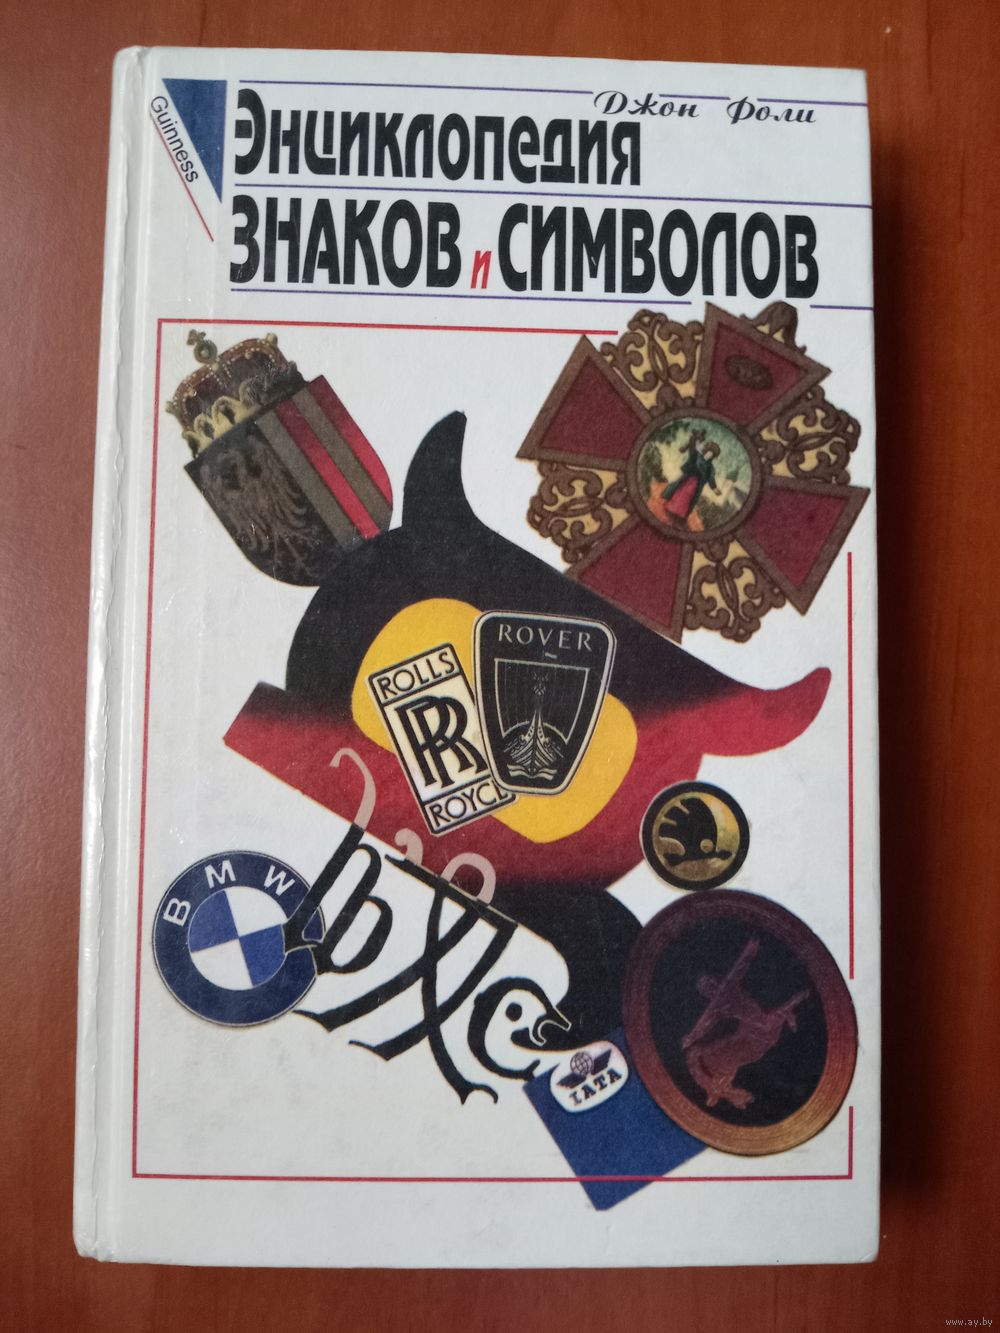 Guinness
Джон Фоли
Энциклопедия
ЗНАКОВ и СИМВОЛОВ
ROVER
ROLLS
RR
ROYCE
BMW
IATA
www.ay.by